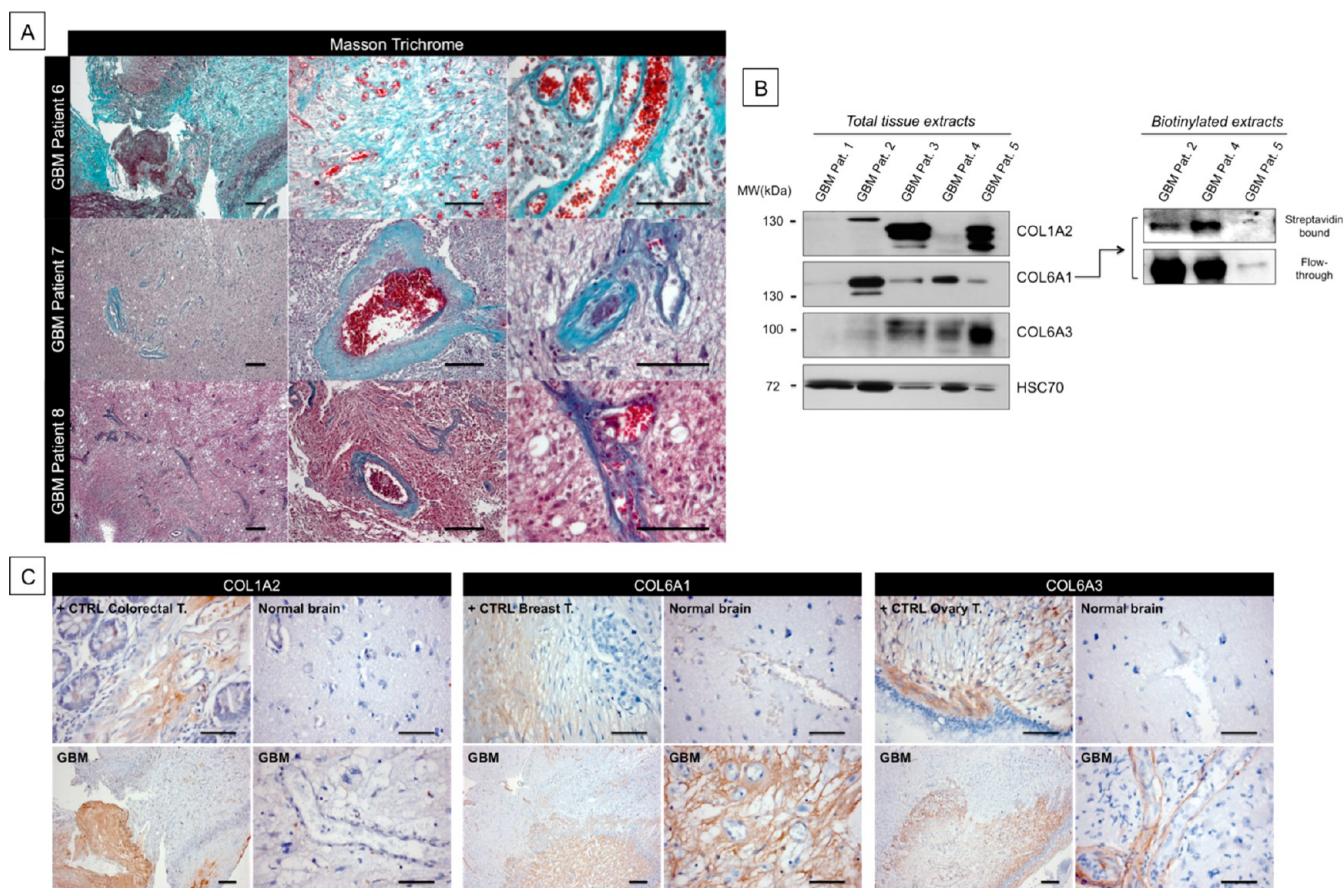 A
Masson Trichrome
GBM Patient 6
GBM Patient 7
GBM Patient 8
B
Total tissue extracts
GBM Pat. 1
GBM Pat. 2
GBM Pat. 3
GBM Pat. 4
GBM Pat. 5
MW(kDa)
130
COL1A2
130
COL6A1
100
COL6A3
72
HSC70
Biotinylated extracts
GBM Pat. 2
GBM Pat. 4
GBM Pat. 5
Streptavidin
bound
Flow-
through
C
COL1A2
+ CTRL Colorectal T.
Normal brain
GBM
GBM
COL6A1
+ CTRL Breast T.
Normal brain
GBM
GBM
COL6A3
+ CTRL Ovary T.
Normal brain
GBM
GBM